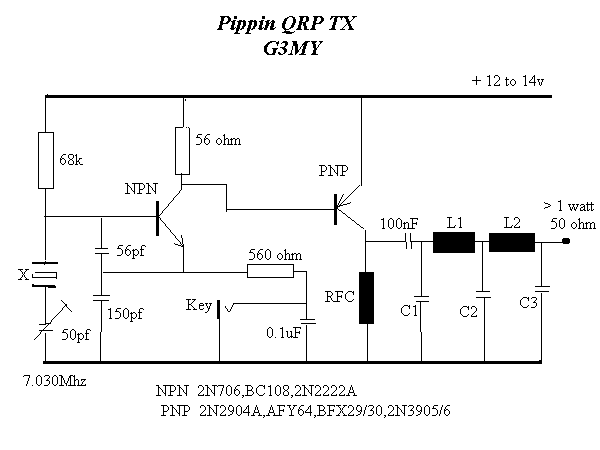 Pippin QRP TX
G3MY
+ 12 to 14v
56 ohm
68k
PNP
NPN
> 1 watt
50 ohm
100nF
L1
L2
56pf
560 ohm
X
150pf
Key
RFC
C1
C2
C3
50pf
0.1uF
7.030Mhz
NPN 2N706,BC108,2N2222A
PNP 2N2904A,AFY64,BFX29/30,2N3905/6